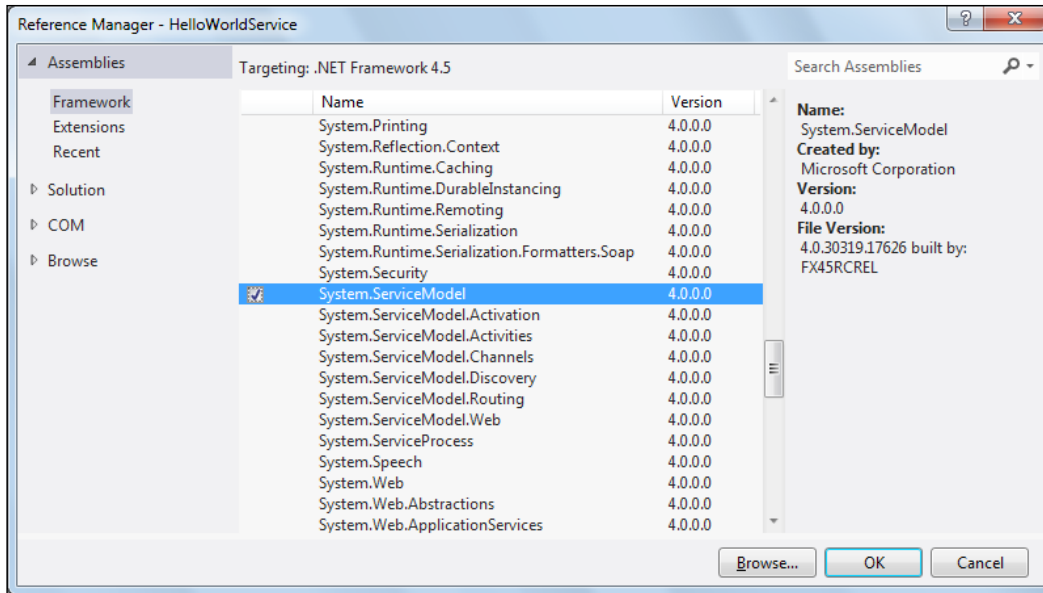 Reference Manager - HelloWorldService
Assemblies
Framework
Extensions
Recent
Solution
COM
Browse
Targeting: .NET Framework 4.5
Name Version
System.Printing 4.0.0.0
System.Reflection.Context 4.0.0.0
System.Runtime.Caching 4.0.0.0
System.Runtime.DurableInstancing 4.0.0.0
System.Runtime.Remoting 4.0.0.0
System.Runtime.Serialization 4.0.0.0
System.Runtime.Serialization.Formatters.Soap 4.0.0.0
System.Security 4.0.0.0
System.ServiceModel 4.0.0.0
System.ServiceModel.Activation 4.0.0.0
System.ServiceModel.Activities 4.0.0.0
System.ServiceModel.Channels 4.0.0.0
System.ServiceModel.Discovery 4.0.0.0
System.ServiceModel.Routing 4.0.0.0
System.ServiceModel.Web 4.0.0.0
System.ServiceProcess 4.0.0.0
System.Speech 4.0.0.0
System.Web 4.0.0.0
System.Web.Abstractions 4.0.0.0
System.Web.ApplicationServices 4.0.0.0
Search Assemblies
Name:
System.ServiceModel
Created by:
Microsoft Corporation
Version:
4.0.0.0
File Version:
4.0.30319.17626 built by:
FX45RCREL
Browse... OK Cancel